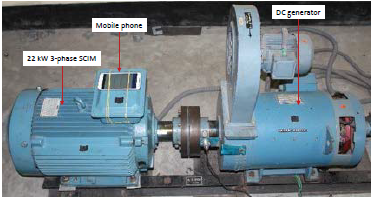 Mobile phone
DC generator
22 kW 3-phase SCIM